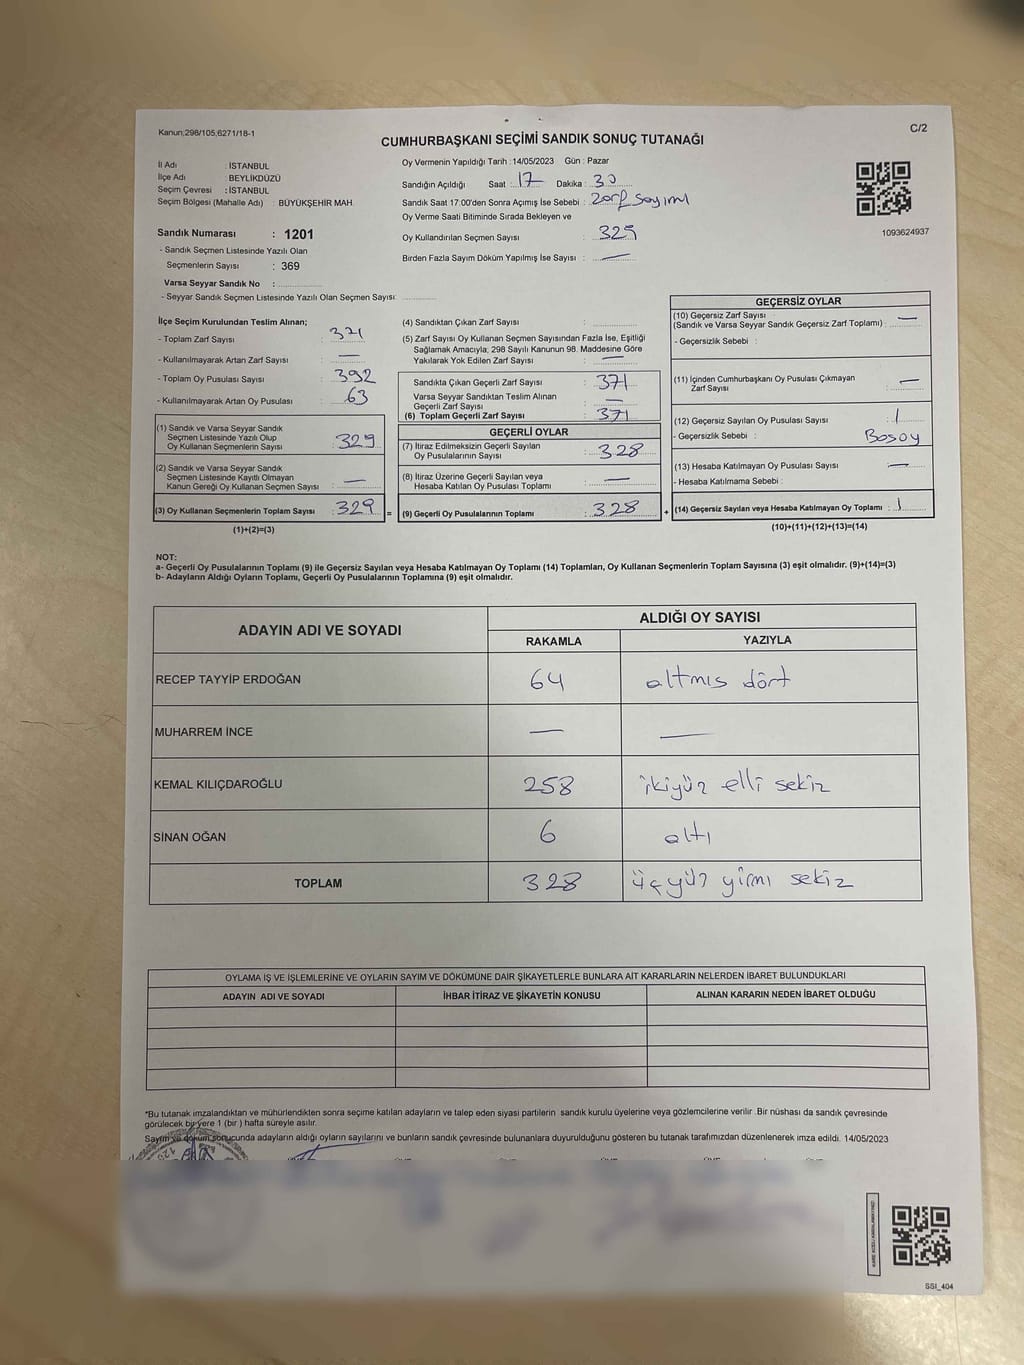 Kanun;298/105,6271/18-1
C/2
CUMHURBAŞKANI SEÇİMİ SANDIK SONUÇ TUTANAĞI
İl Adı : İSTANBUL
İlçe Adı : BEYLİKDÜZÜ
Seçim Çevresi : İSTANBUL
Seçim Bölgesi (Mahalle Adı) : BÜYÜKŞEHİR MAH.
Sandık Numarası : 1201
- Sandık Seçmen Listesinde Yazılı Olan
Seçmenlerin Sayısı : 369
Varsa Seyyar Sandık No :
- Seyyar Sandık Seçmen Listesinde Yazılı Olan Seçmen Sayısı:
Oy Vermenin Yapıldığı Tarih : 14/05/2023 Gün : Pazar
Sandığın Açıldığı Saat : 17 Dakika : 30
Sandık Saat 17:00'den Sonra Açımış İse Sebebi : Zarf Sayımı
Oy Verme Saati Bitiminde Sırada Bekleyen ve
Oy Kullandırılan Seçmen Sayısı : 329
Birden Fazla Sayım Döküm Yapılmış İse Sayısı : —
1093624937
İlçe Seçim Kurulundan Teslim Alınan;
- Toplam Zarf Sayısı : 371
- Kullanılmayarak Artan Zarf Sayısı : —
- Toplam Oy Pusulası Sayısı : 392
- Kullanılmayarak Artan Oy Pusulası : 63
(1) Sandık ve Varsa Seyyar Sandık
Seçmen Listesinde Yazılı Olup
Oy Kullanan Seçmenlerin Sayısı : 329
(2) Sandık ve Varsa Seyyar Sandık
Seçmen Listesinde Kayıtlı Olmayan
Kanun Gereği Oy Kullanan Seçmen Sayısı : —
(3) Oy Kullanan Seçmenlerin Toplam Sayısı : 329 =
(1)+(2)=(3)
(4) Sandıktan Çıkan Zarf Sayısı :
(5) Zarf Sayısı Oy Kullanan Seçmen Sayısından Fazla İse, Eşitliği
Sağlamak Amacıyla; 298 Sayılı Kanunun 98. Maddesine Göre
Yakılarak Yok Edilen Zarf Sayısı : —
Sandıkta Çıkan Geçerli Zarf Sayısı : 371
Varsa Seyyar Sandıktan Teslim Alınan
Geçerli Zarf Sayısı : —
(6) Toplam Geçerli Zarf Sayısı : 371
GEÇERLİ OYLAR
(7) İtiraz Edilmeksizin Geçerli Sayılan
Oy Pusulalarının Sayısı : 328
(8) İtiraz Üzerine Geçerli Sayılan veya
Hesaba Katılan Oy Pusulası Toplamı : —
(9) Geçerli Oy Pusulalarının Toplamı : 328 +
GEÇERSİZ OYLAR
(10) Geçersiz Zarf Sayısı
(Sandık ve Varsa Seyyar Sandık Geçersiz Zarf Toplamı) : —
- Geçersizlik Sebebi :
(11) İçinden Cumhurbaşkanı Oy Pusulası Çıkmayan
Zarf Sayısı : —
(12) Geçersiz Sayılan Oy Pusulası Sayısı : 1
- Geçersizlik Sebebi : Bosoy
(13) Hesaba Katılmayan Oy Pusulası Sayısı : —
- Hesaba Katılmama Sebebi :
(14) Geçersiz Sayılan veya Hesaba Katılmayan Oy Toplamı : 1
(10)+(11)+(12)+(13)=(14)
NOT:
a- Geçerli Oy Pusulalarının Toplamı (9) ile Geçersiz Sayılan veya Hesaba Katılmayan Oy Toplamı (14) Toplamları, Oy Kullanan Seçmenlerin Toplam Sayısına (3) eşit olmalıdır. (9)+(14)=(3)
b- Adayların Aldığı Oyların Toplamı, Geçerli Oy Pusulalarının Toplamına (9) eşit olmalıdır.
ADAYIN ADI VE SOYADI
ALDIĞI OY SAYISI
RAKAMLA YAZIYLA
RECEP TAYYİP ERDOĞAN 64 altmıs dört
MUHARREM İNCE — —
KEMAL KILIÇDAROĞLU 258 ikiyüz elli sekiz
SİNAN OĞAN 6 altı
TOPLAM 328 üçyüz yirmi sekiz
OYLAMA İŞ VE İŞLEMLERİNE VE OYLARIN SAYIM VE DÖKÜMÜNE DAİR ŞİKAYETLERLE BUNLARA AİT KARARLARIN NELERDEN İBARET BULUNDUKLARI
ADAYIN ADI VE SOYADI İHBAR İTİRAZ VE ŞİKAYETİN KONUSU ALINAN KARARIN NEDEN İBARET OLDUĞU
*Bu tutanak imzalandıktan ve mühürlendikten sonra seçime katılan adayların ve talep eden siyasi partilerin sandık kurulu üyelerine veya gözlemcilerine verilir .Bir nüshası da sandık çevresinde
görülecek bir yere 1 (bir ) hafta süreyle asılır.
Sayım ve döküm sonucunda adayların aldığı oyların sayılarını ve bunların sandık çevresinde bulunanlara duyurulduğunu gösteren bu tutanak tarafımızdan düzenlenerek imza edildi. 14/05/2023
SSI_404